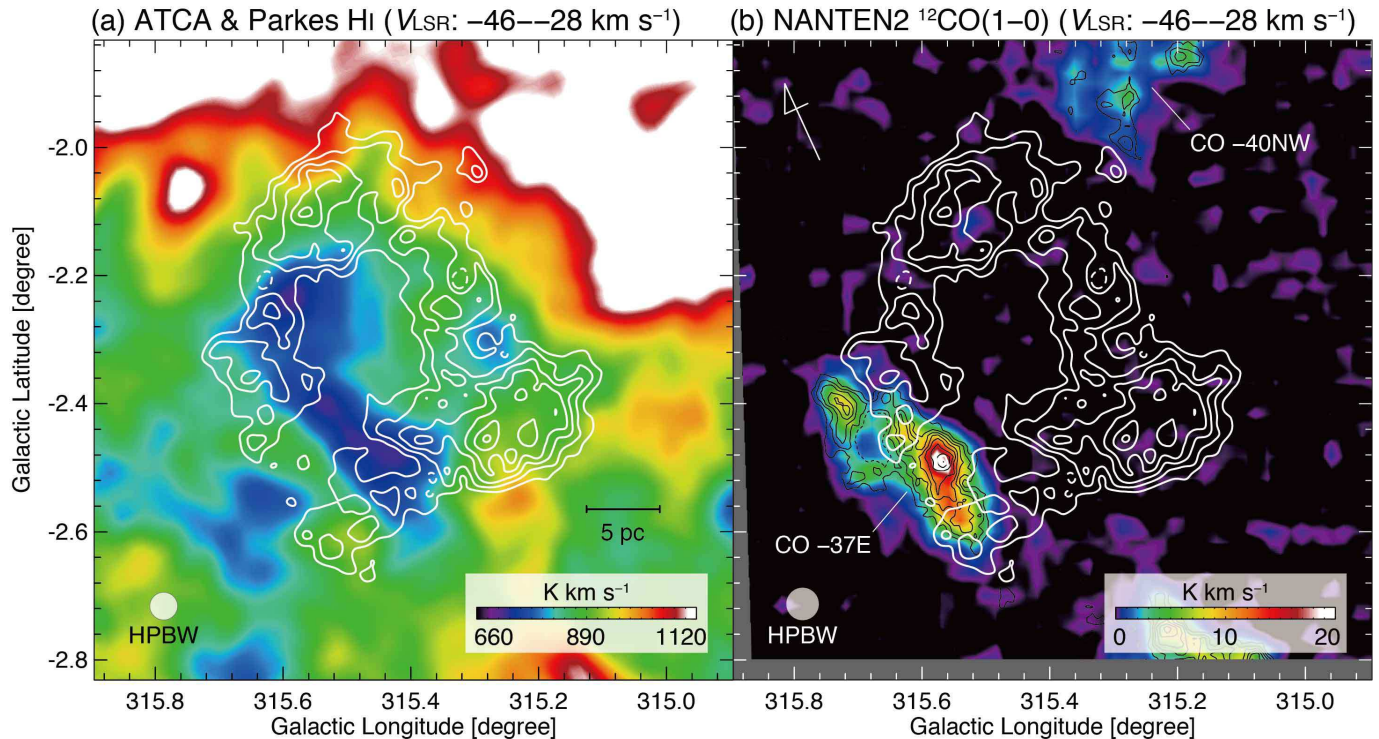 (a) ATCA & Parkes HI (VLSR: −46–−28 km s⁻¹)
(b) NANTEN2 ¹²CO(1−0) (VLSR: −46–−28 km s⁻¹)
Galactic Latitude [degree]
-2.0
-2.2
-2.4
-2.6
-2.8
5 pc
K km s⁻¹
660 890 1120
HPBW
315.8 315.6 315.4 315.2 315.0
Galactic Longitude [degree]
CO −40NW
CO −37E
K km s⁻¹
0 10 20
HPBW
315.8 315.6 315.4 315.2 315.0
Galactic Longitude [degree]